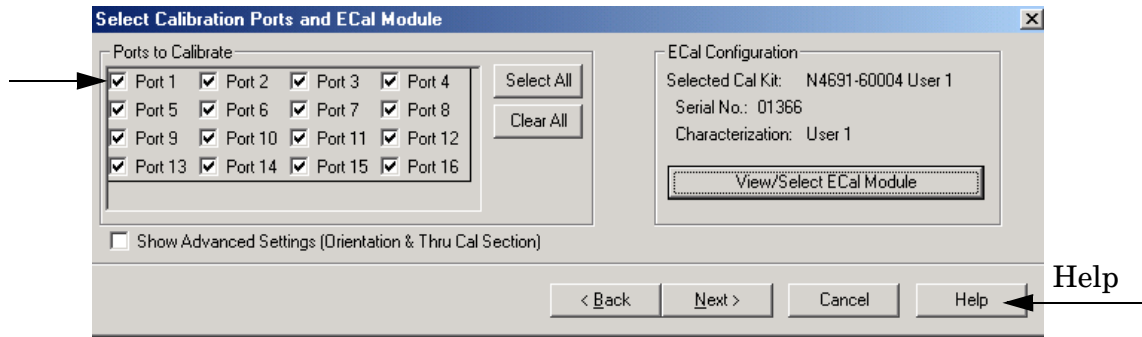 Select Calibration Ports and ECal Module
Ports to Calibrate
Port 1 Port 2 Port 3 Port 4
Port 5 Port 6 Port 7 Port 8
Port 9 Port 10 Port 11 Port 12
Port 13 Port 14 Port 15 Port 16
Select All
Clear All
ECal Configuration
Selected Cal Kit: N4691-60004 User 1
Serial No.: 01366
Characterization: User 1
View/Select ECal Module
Show Advanced Settings (Orientation & Thru Cal Section)
< Back Next > Cancel Help
Help